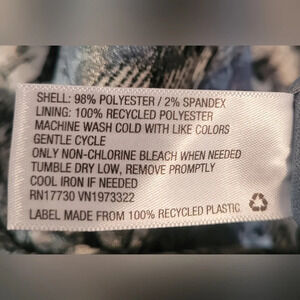 SHELL: 98% POLYESTER / 2% SPANDEX
LINING: 100% RECYCLED POLYESTER
MACHINE WASH COLD WITH LIKE COLORS
GENTLE CYCLE
ONLY NON-CHLORINE BLEACH WHEN NEEDED
TUMBLE DRY LOW, REMOVE PROMPTLY
COOL IRON IF NEEDED
RN17730 VN1973322
LABEL MADE FROM 100% RECYCLED PLASTIC